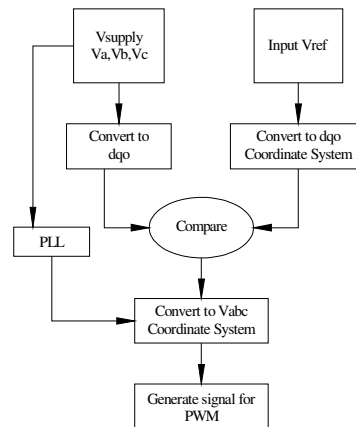 Vsupply
Va,Vb,Vc
Input Vref
Convert to
dqo
Convert to dqo
Coordinate System
Compare
PLL
Convert to Vabc
Coordinate System
Generate signal for
PWM